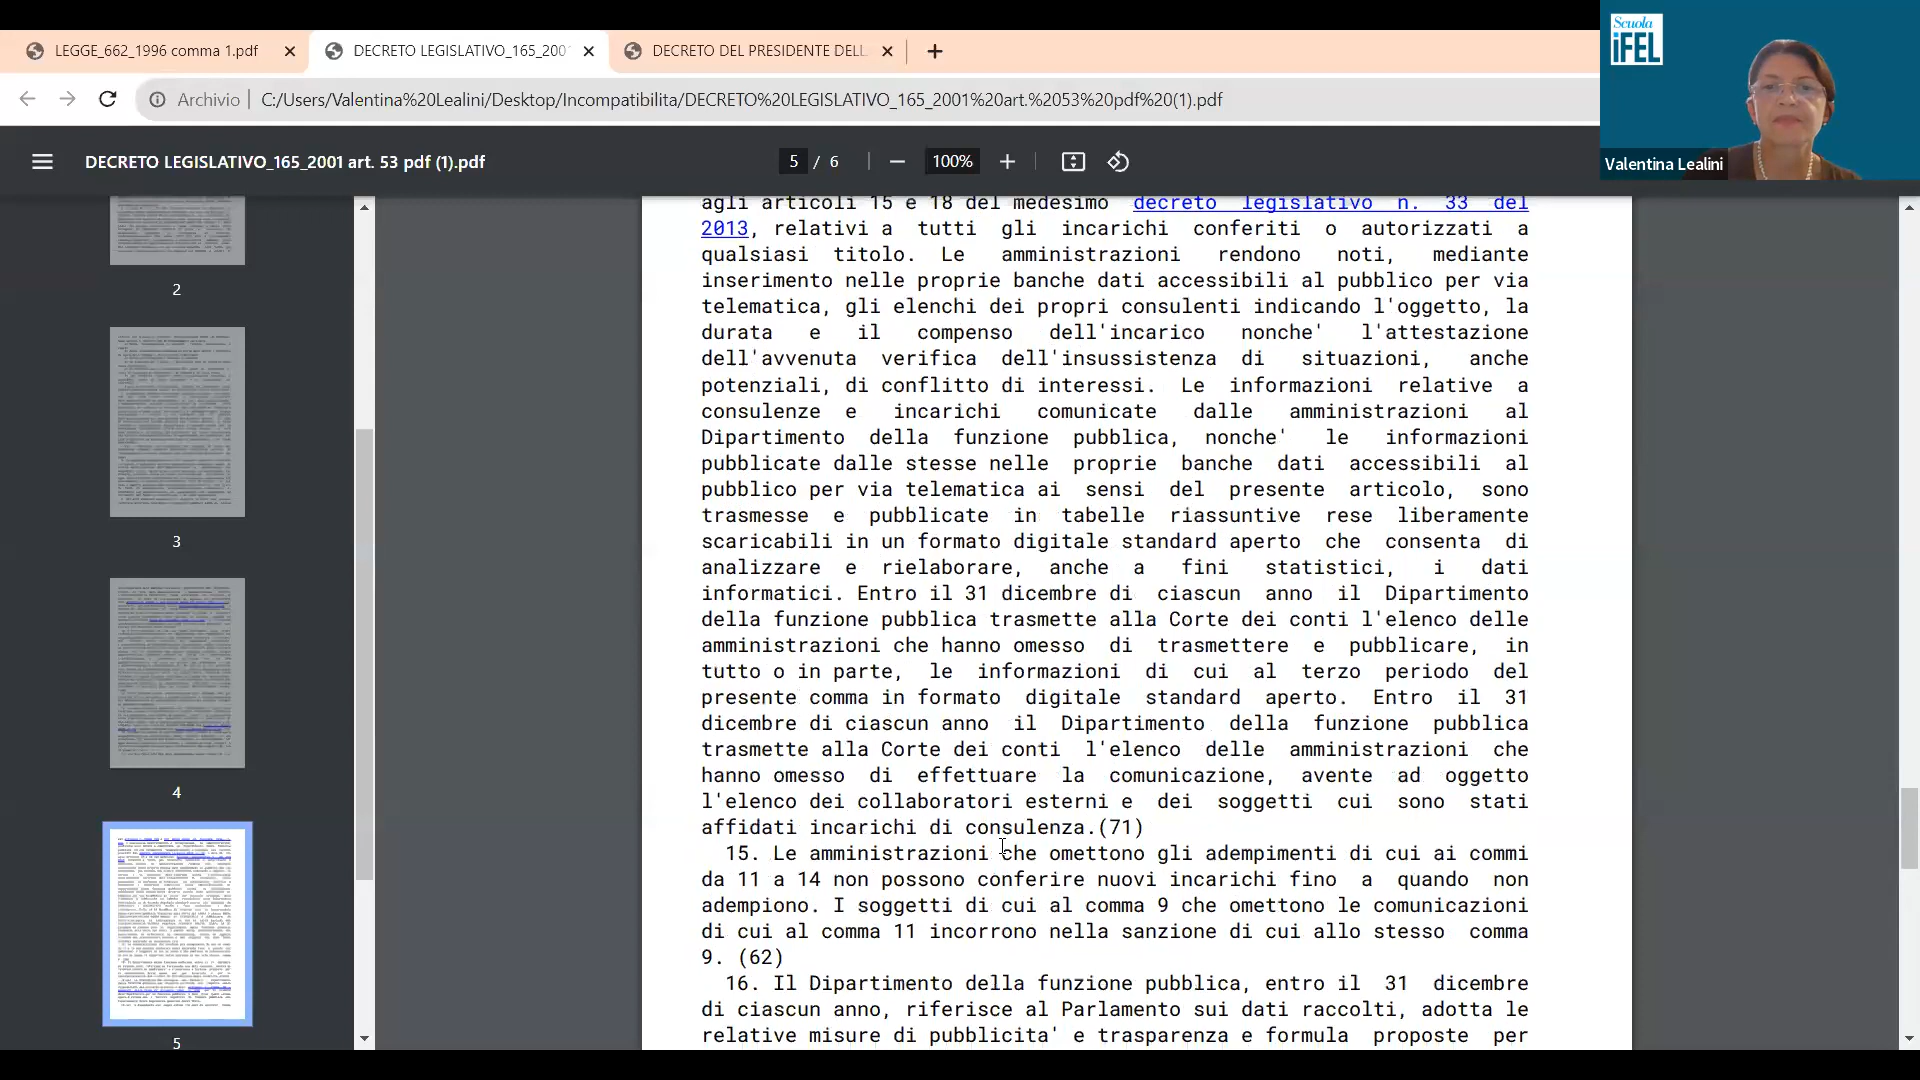 LEGGE_662_1996 comma 1.pdf
DECRETO LEGISLATIVO_165_200
DECRETO DEL PRESIDENTE DELL
Archivio
C:/Users/Valentina%20Lealini/Desktop/Incompatibilita/DECRETO%20LEGISLATIVO_165_2001%20art.%2053%20pdf%20(1).pdf
Scuola
iFEL
Valentina Lealini
DECRETO LEGISLATIVO_165_2001 art. 53 pdf (1).pdf
5 / 6
100%
2
3
4
5
agli articoli 15 e 18 del medesimo decreto legislativo n. 33 del
2013, relativi a tutti gli incarichi conferiti o autorizzati a
qualsiasi titolo. Le amministrazioni rendono noti, mediante
inserimento nelle proprie banche dati accessibili al pubblico per via
telematica, gli elenchi dei propri consulenti indicando l'oggetto, la
durata e il compenso dell'incarico nonche' l'attestazione
dell'avvenuta verifica dell'insussistenza di situazioni, anche
potenziali, di conflitto di interessi. Le informazioni relative a
consulenze e incarichi comunicate dalle amministrazioni al
Dipartimento della funzione pubblica, nonche' le informazioni
pubblicate dalle stesse nelle proprie banche dati accessibili al
pubblico per via telematica ai sensi del presente articolo, sono
trasmesse e pubblicate in tabelle riassuntive rese liberamente
scaricabili in un formato digitale standard aperto che consenta di
analizzare e rielaborare, anche a fini statistici, i dati
informatici. Entro il 31 dicembre di ciascun anno il Dipartimento
della funzione pubblica trasmette alla Corte dei conti l'elenco delle
amministrazioni che hanno omesso di trasmettere e pubblicare, in
tutto o in parte, le informazioni di cui al terzo periodo del
presente comma in formato digitale standard aperto. Entro il 31
dicembre di ciascun anno il Dipartimento della funzione pubblica
trasmette alla Corte dei conti l'elenco delle amministrazioni che
hanno omesso di effettuare la comunicazione, avente ad oggetto
l'elenco dei collaboratori esterni e dei soggetti cui sono stati
affidati incarichi di consulenza.(71)
15. Le amministrazioni che omettono gli adempimenti di cui ai commi
da 11 a 14 non possono conferire nuovi incarichi fino a quando non
adempiono. I soggetti di cui al comma 9 che omettono le comunicazioni
di cui al comma 11 incorrono nella sanzione di cui allo stesso comma
9. (62)
16. Il Dipartimento della funzione pubblica, entro il 31 dicembre
di ciascun anno, riferisce al Parlamento sui dati raccolti, adotta le
relative misure di pubblicita' e trasparenza e formula proposte per